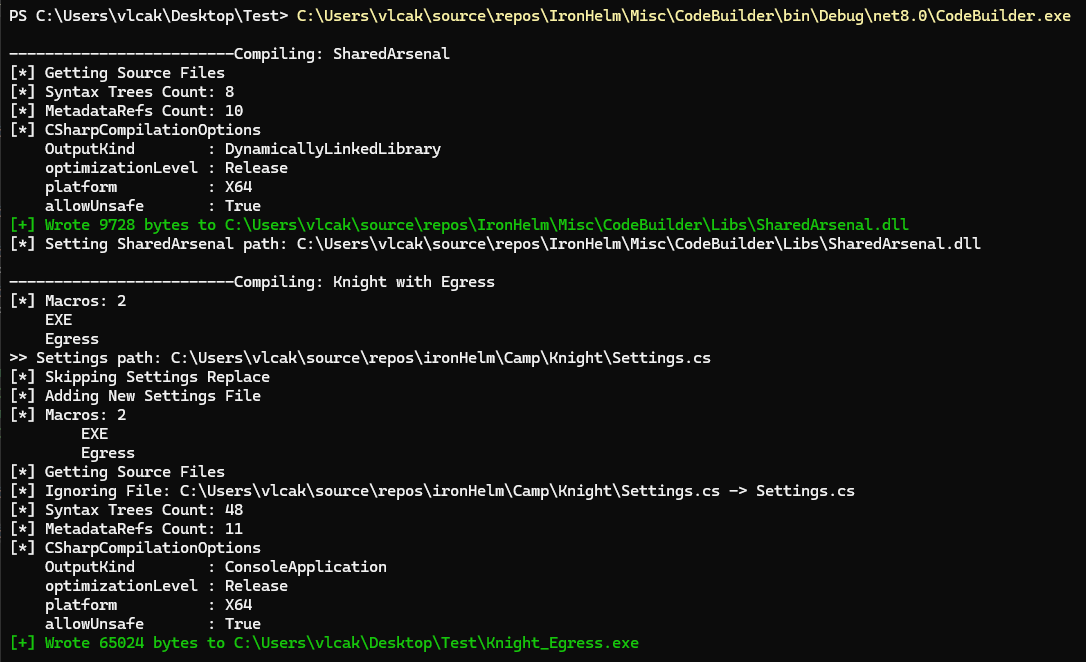 PS C:\Users\vlcak\Desktop\Test> C:\Users\vlcak\source\repos\IronHelm\Misc\CodeBuilder\bin\Debug\net8.0\CodeBuilder.exe
-------------------------Compiling: SharedArsenal
[*] Getting Source Files
[*] Syntax Trees Count: 8
[*] MetadataRefs Count: 10
[*] CSharpCompilationOptions
    OutputKind        : DynamicallyLinkedLibrary
    optimizationLevel : Release
    platform          : X64
    allowUnsafe       : True
[+] Wrote 9728 bytes to C:\Users\vlcak\source\repos\IronHelm\Misc\CodeBuilder\Libs\SharedArsenal.dll
[*] Setting SharedArsenal path: C:\Users\vlcak\source\repos\IronHelm\Misc\CodeBuilder\Libs\SharedArsenal.dll
-------------------------Compiling: Knight with Egress
[*] Macros: 2
    EXE
    Egress
>> Settings path: C:\Users\vlcak\source\repos\ironHelm\Camp\Knight\Settings.cs
[*] Skipping Settings Replace
[*] Adding New Settings File
[*] Macros: 2
        EXE
        Egress
[*] Getting Source Files
[*] Ignoring File: C:\Users\vlcak\source\repos\ironHelm\Camp\Knight\Settings.cs -> Settings.cs
[*] Syntax Trees Count: 48
[*] MetadataRefs Count: 11
[*] CSharpCompilationOptions
    OutputKind        : ConsoleApplication
    optimizationLevel : Release
    platform          : X64
    allowUnsafe       : True
[+] Wrote 65024 bytes to C:\Users\vlcak\Desktop\Test\Knight_Egress.exe